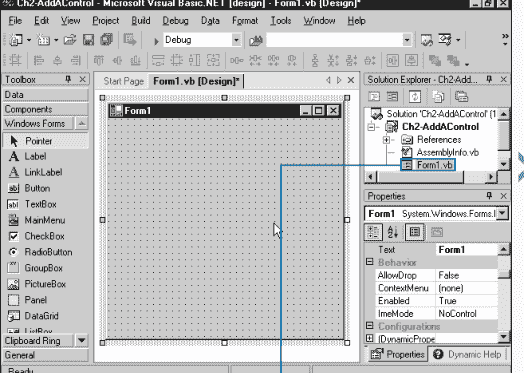 Ch2-AddAControl - Microsoft Visual Basic.NET [design] - Form1.vb [Design]*
File Edit View Project Build Debug Data Format Tools Window Help
Debug
Toolbox
Data
Components
Windows Forms
Pointer
Label
LinkLabel
Button
TextBox
MainMenu
CheckBox
RadioButton
GroupBox
PictureBox
Panel
DataGrid
ListBox
Clipboard Ring
General
Start Page Form1.vb [Design]*
Form1
Solution Explorer - Ch2-Add...
Solution 'Ch2-AddAControl' (1
Ch2-AddAControl
References
AssemblyInfo.vb
Form1.vb
Properties
Form1 System.Windows.Forms.
Text Form1
Behavior
AllowDrop False
ContextMenu (none)
Enabled True
ImeMode NoControl
Configurations
(DynamicPrope
Properties Dynamic Help
Ready